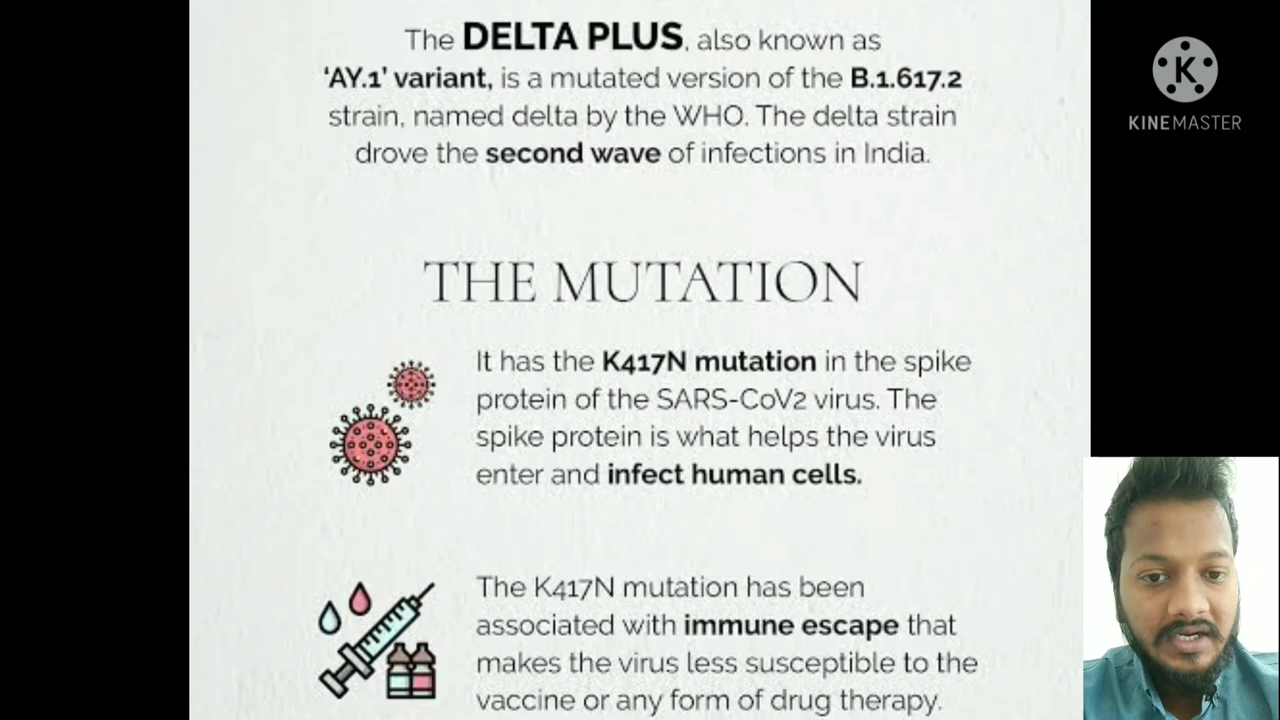 The DELTA PLUS, also known as
‘AY.1’ variant, is a mutated version of the B.1.617.2
strain, named delta by the WHO. The delta strain
drove the second wave of infections in India.
K
KINEMASTER
THE MUTATION
It has the K417N mutation in the spike
protein of the SARS-CoV2 virus. The
spike protein is what helps the virus
enter and infect human cells.
The K417N mutation has been
associated with immune escape that
makes the virus less susceptible to the
vaccine or any form of drug therapy.